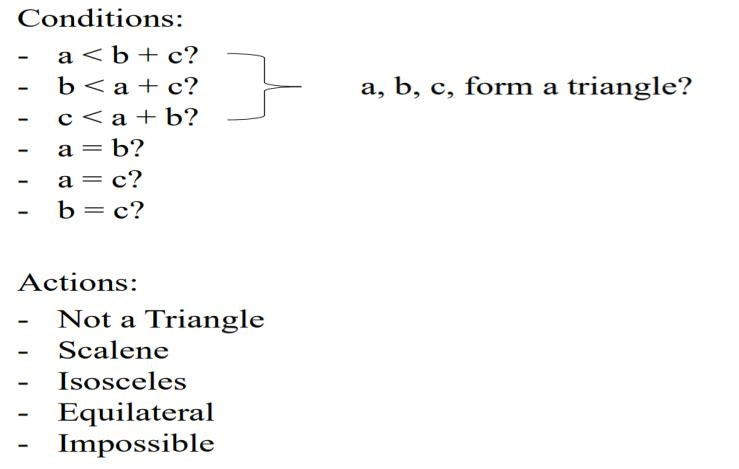 Conditions:
- a < b + c?
- b < a + c?
- c < a + b?
a, b, c, form a triangle?
- a = b?
- a = c?
- b = c?
Actions:
- Not a Triangle
- Scalene
- Isosceles
- Equilateral
- Impossible